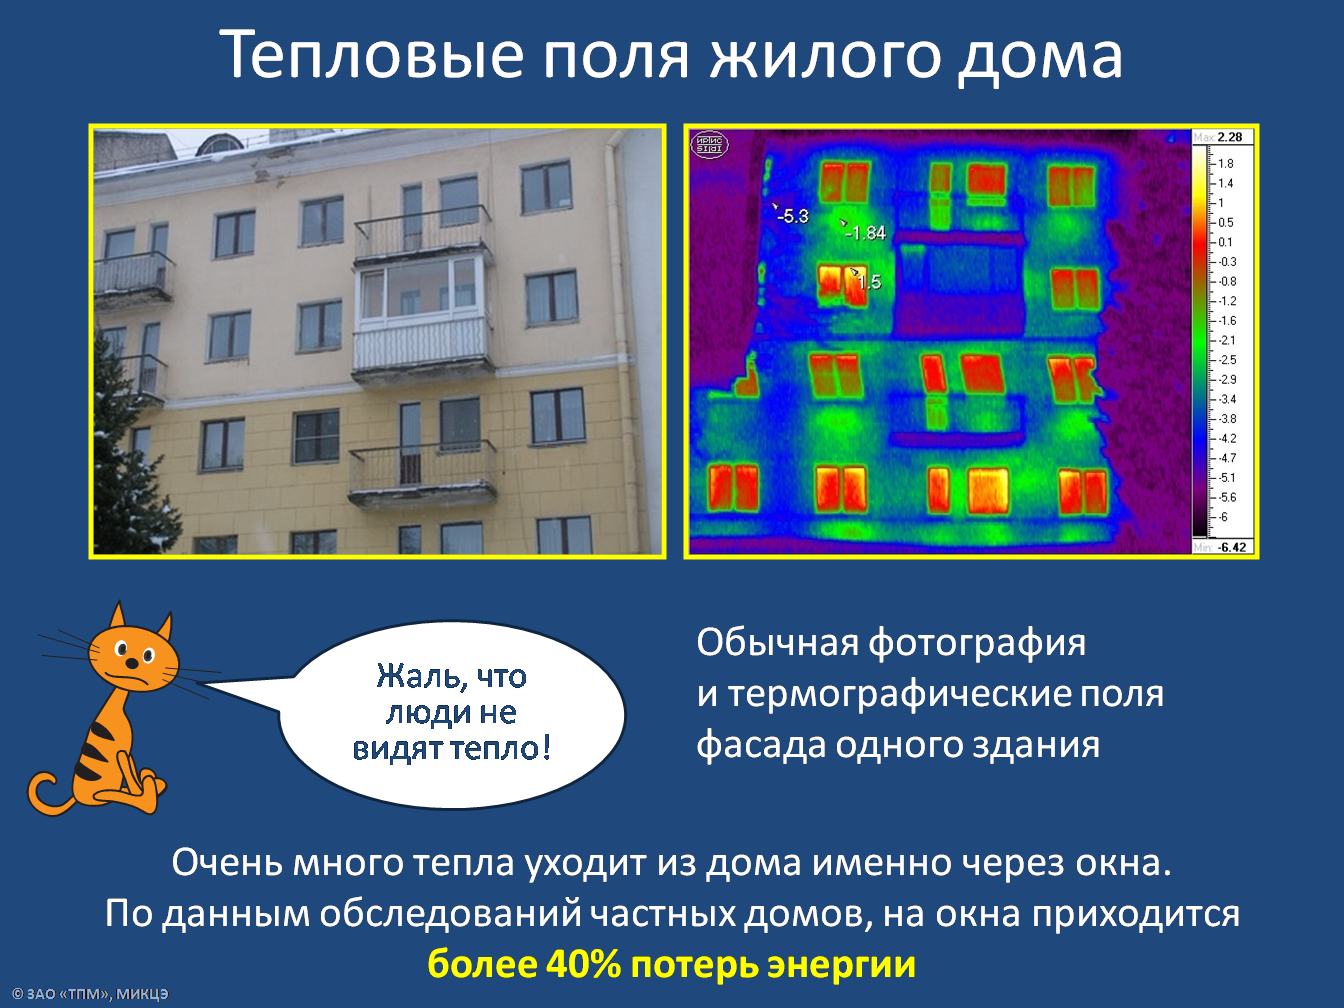 Тепловые поля жилого дома
ИРТИС
IRTIS
Max: 2.28
1.8
1.4
1
0.5
0.1
-0.3
-0.8
-1.2
-1.6
-2.1
-2.5
-2.9
-3.4
-3.8
-4.2
-4.7
-5.1
-5.6
-6
Min: -6.42
-5.3
-1.84
1.5
Жаль, что
люди не
видят тепло!
Обычная фотография
и термографические поля
фасада одного здания
Очень много тепла уходит из дома именно через окна.
По данным обследований частных домов, на окна приходится
более 40% потерь энергии
© ЗАО «ТПМ», МИКЦЭ